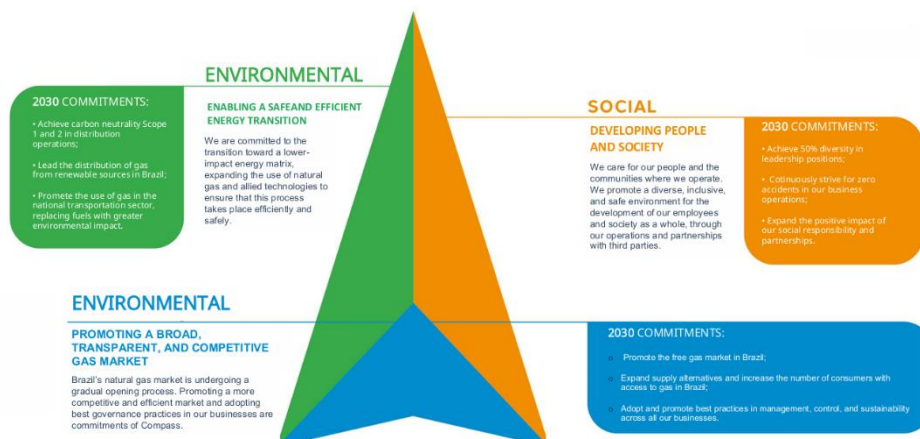 ENVIRONMENTAL
2030 COMMITMENTS:
• Achieve carbon neutrality Scope
1 and 2 in distribution
operations;
• Lead the distribution of gas
from renewable sources in Brazil;
• Promote the use of gas in the
national transportation sector,
replacing fuels with greater
environmental impact.
ENABLING A SAFEAND EFFICIENT
ENERGY TRANSITION
We are committed to the
transition toward a lower-
impact energy matrix,
expanding the use of natural
gas and allied technologies to
ensure that this process
takes place efficiently and
safely.
SOCIAL
DEVELOPING PEOPLE
AND SOCIETY
We care for our people and the
communities where we operate.
We promote a diverse, inclusive,
and safe environment for the
development of our employees
and society as a whole, through
our operations and partnerships
with third parties.
2030 COMMITMENTS:
• Achieve 50% diversity in
leadership positions;
• Cotinuously strive for zero
accidents in our business
operations;
• Expand the positive impact of
our social responsibility and
partnerships.
ENVIRONMENTAL
PROMOTING A BROAD,
TRANSPARENT, AND COMPETITIVE
GAS MARKET
Brazil's natural gas market is undergoing a
gradual opening process. Promoting a more
competitive and efficient market and adopting
best governance practices in our businesses are
commitments of Compass.
2030 COMMITMENTS:
o Promote the free gas market in Brazil;
o Expand supply alternatives and increase the number of consumers with
access to gas in Brazil;
o Adopt and promote best practices in management, control, and sustainability
across all our businesses.